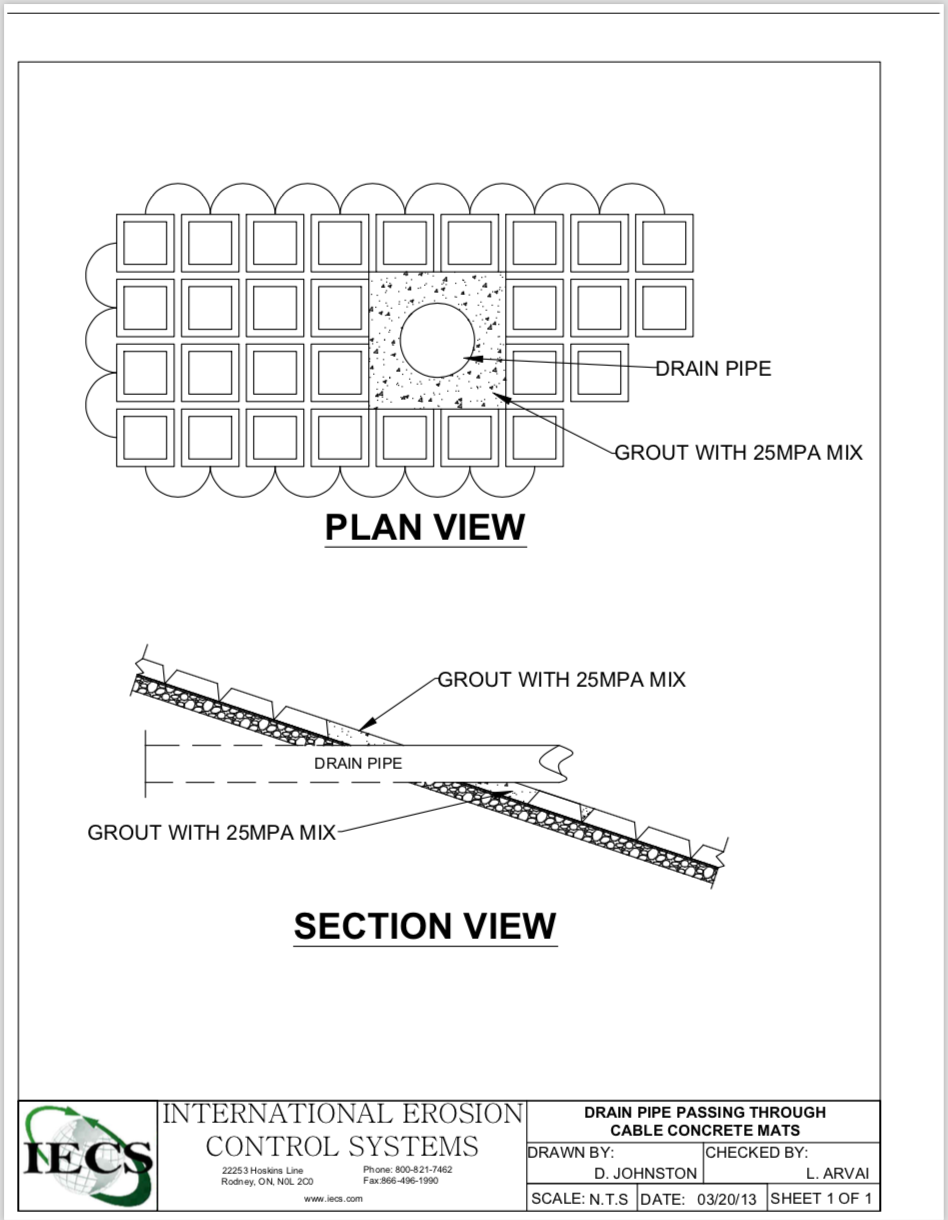 DRAIN PIPE
GROUT WITH 25MPA MIX
PLAN VIEW
GROUT WITH 25MPA MIX
DRAIN PIPE
GROUT WITH 25MPA MIX
SECTION VIEW
IECS
INTERNATIONAL EROSION
CONTROL SYSTEMS
22253 Hoskins Line
Rodney, ON, N0L 2C0
Phone: 800-821-7462
Fax:866-496-1990
www.iecs.com
DRAIN PIPE PASSING THROUGH
CABLE CONCRETE MATS
DRAWN BY:
D. JOHNSTON
CHECKED BY:
L. ARVAI
SCALE: N.T.S
DATE: 03/20/13
SHEET 1 OF 1